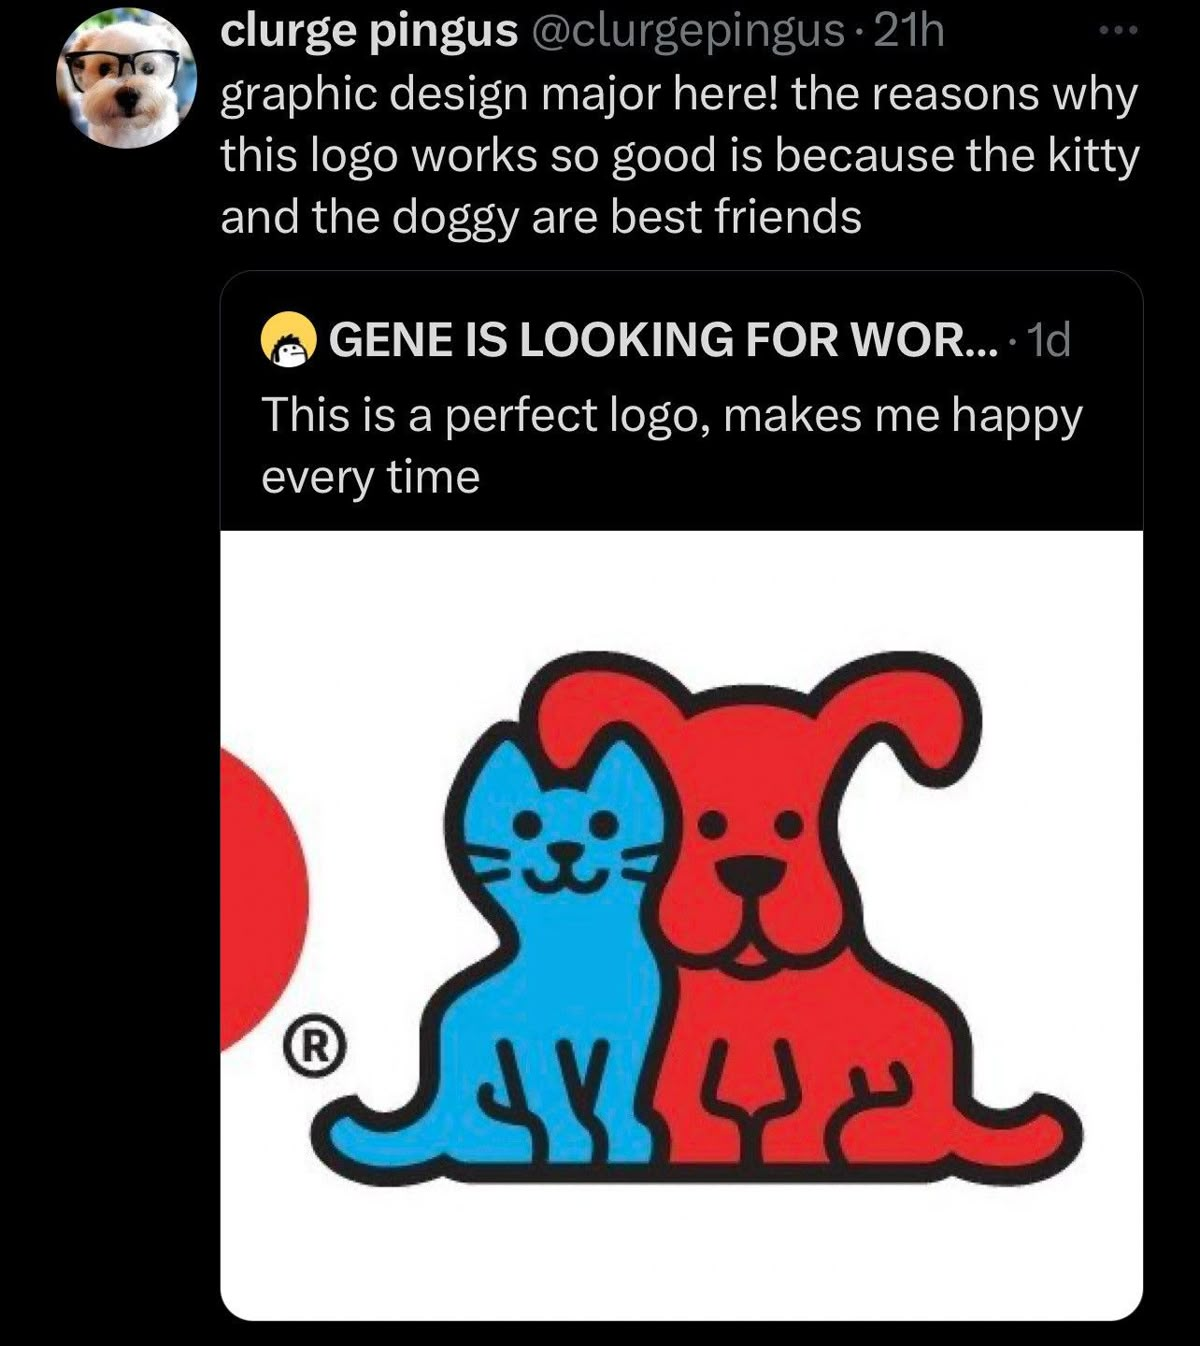 clurge pingus @clurgepingus · 21h
graphic design major here! the reasons why
this logo works so good is because the kitty
and the doggy are best friends
GENE IS LOOKING FOR WOR... · 1d
This is a perfect logo, makes me happy
every time
®